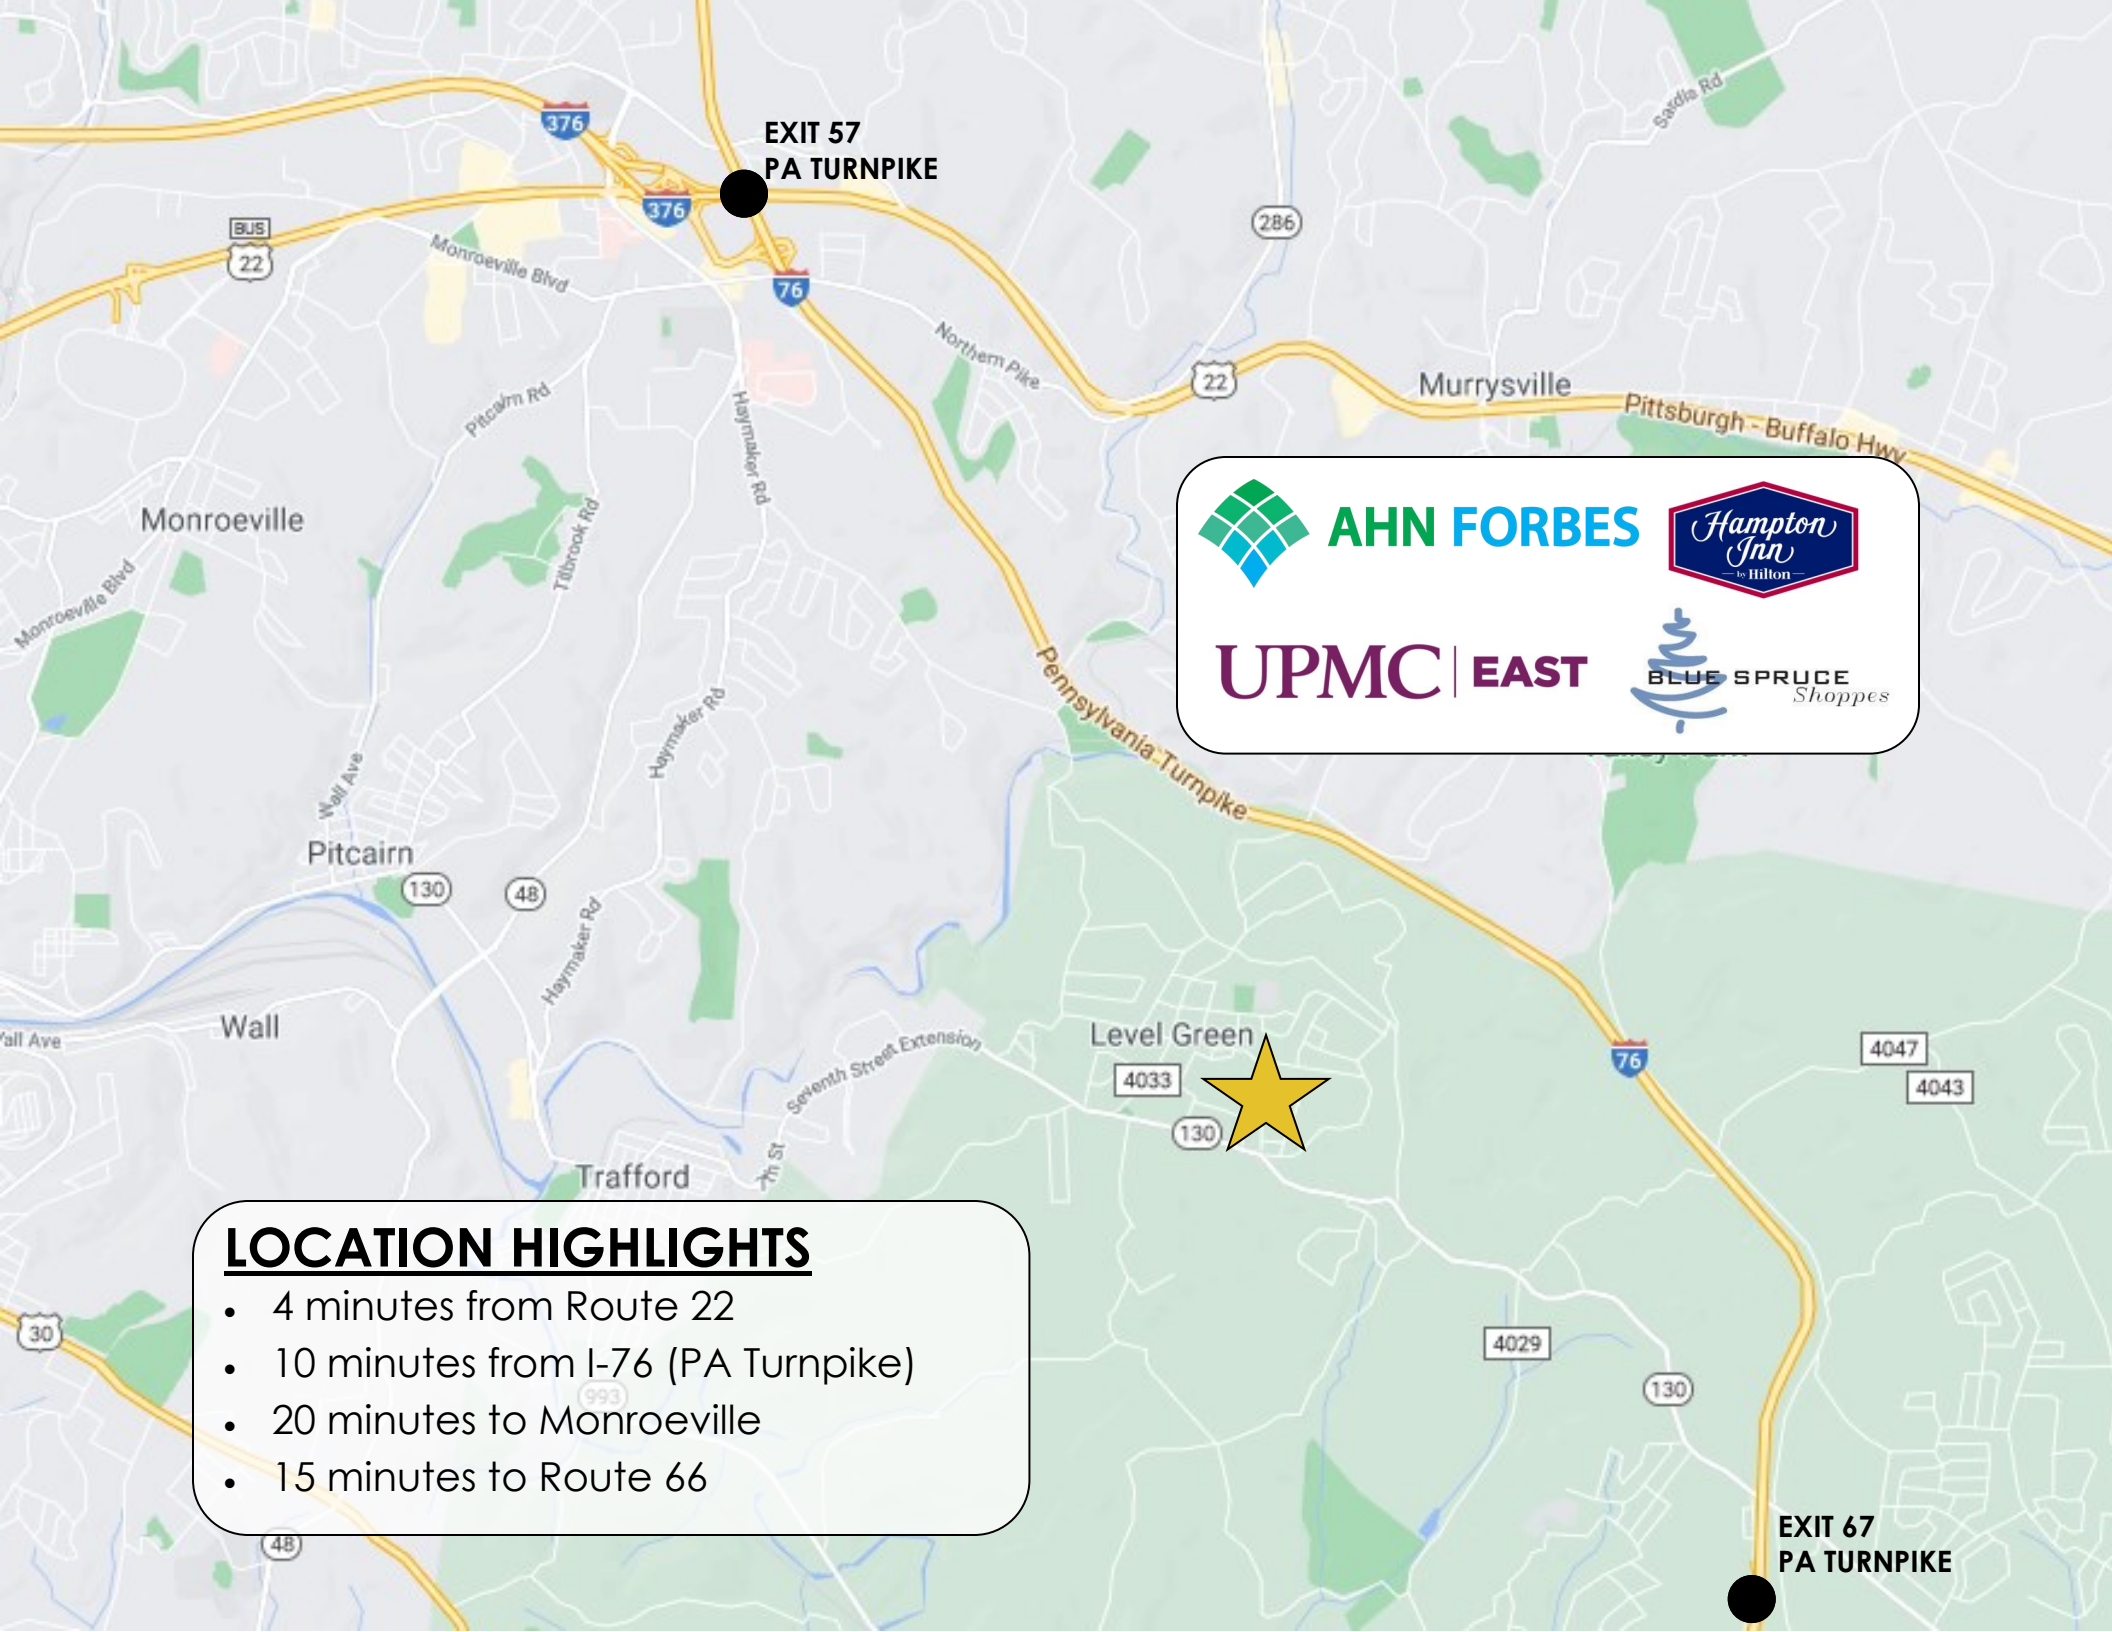 Sardis Rd
376
EXIT 57
PA TURNPIKE
376
286
BUS
22
Monroeville Blvd
76
Northern Pike
22
Murrysville
Pittsburgh - Buffalo Hwy
Pitcairn Rd
Haymaker Rd
Monroeville
Tilbrook Rd
Monroeville Blvd
AHN FORBES
Hampton
Inn
by Hilton
UPMC | EAST
BLUE SPRUCE
Shoppes
Pennsylvania Turnpike
Haymaker Rd
Wall Ave
Pitcairn
130
48
Haymaker Rd
Wall
all Ave
Seventh Street Extension
Level Green
4033
130
76
4047
4043
7th St
Trafford
LOCATION HIGHLIGHTS
• 4 minutes from Route 22
• 10 minutes from I-76 (PA Turnpike)
• 20 minutes to Monroeville
• 15 minutes to Route 66
30
993
4029
130
48
EXIT 67
PA TURNPIKE